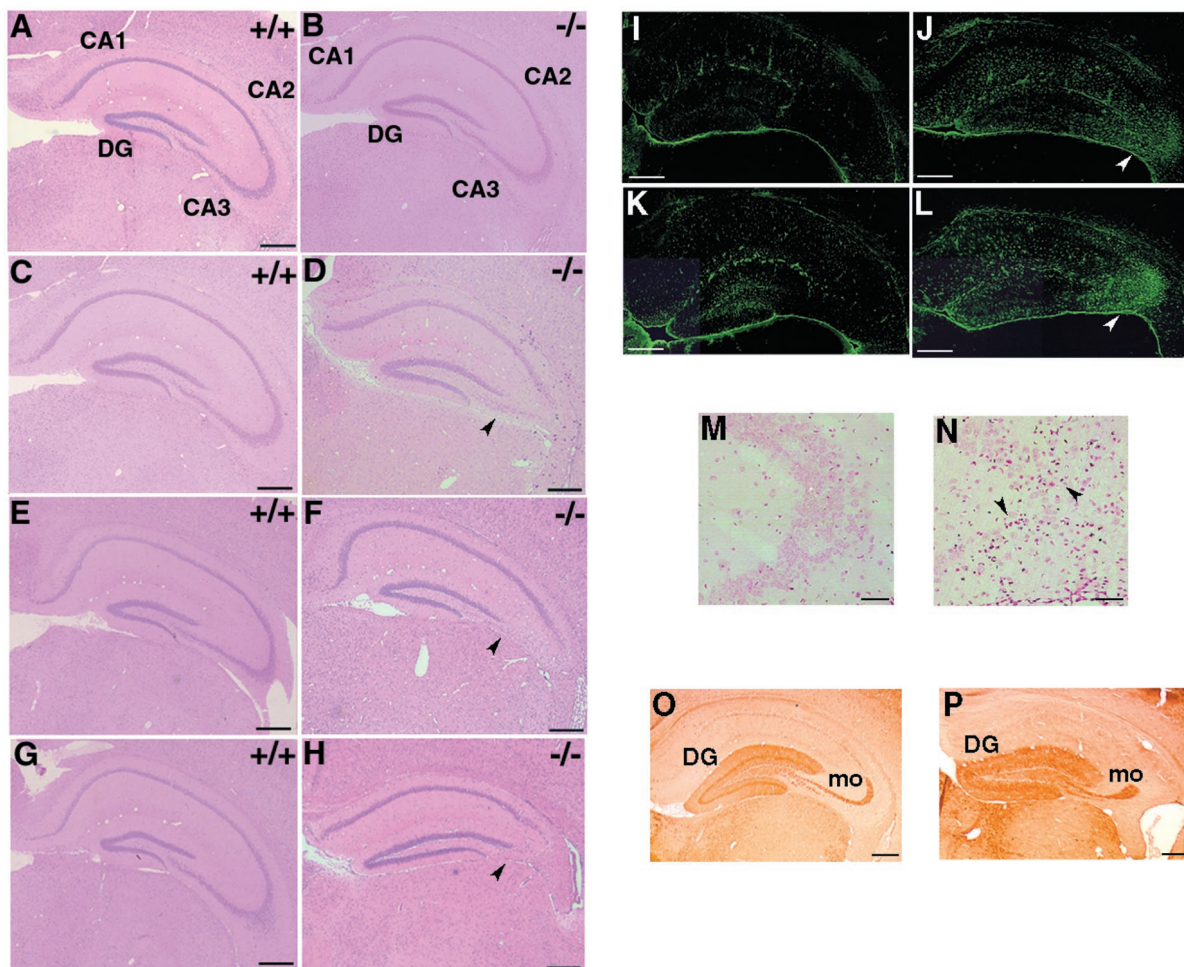 A +/+
B -/-
CA1
CA1
CA2
CA2
DG
DG
CA3
CA3
C +/+
D -/-
E +/+
F -/-
G +/+
H -/-
I
J
K
L
M
N
O
P
DG
mo
DG
mo